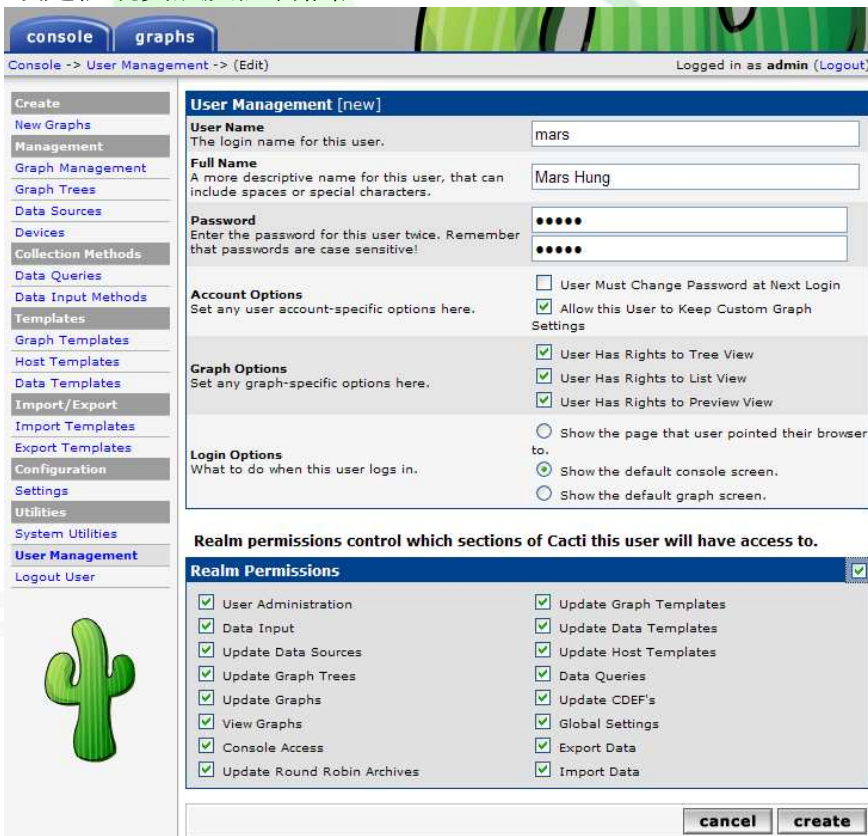 console graphs
Console -> User Management -> (Edit) Logged in as admin (Logout)
Create
New Graphs
Management
Graph Management
Graph Trees
Data Sources
Devices
Collection Methods
Data Queries
Data Input Methods
Templates
Graph Templates
Host Templates
Data Templates
Import/Export
Import Templates
Export Templates
Configuration
Settings
Utilities
System Utilities
User Management
Logout User
User Management [new]
User Name
The login name for this user.
mars
Full Name
A more descriptive name for this user, that can
include spaces or special characters.
Mars Hung
Password
Enter the password for this user twice. Remember
that passwords are case sensitive!
●●●●●
●●●●●
Account Options
Set any user account-specific options here.
User Must Change Password at Next Login
Allow this User to Keep Custom Graph
Settings
Graph Options
Set any graph-specific options here.
User Has Rights to Tree View
User Has Rights to List View
User Has Rights to Preview View
Login Options
What to do when this user logs in.
Show the page that user pointed their browser
to.
Show the default console screen.
Show the default graph screen.
Realm permissions control which sections of Cacti this user will have access to.
Realm Permissions
User Administration
Data Input
Update Data Sources
Update Graph Trees
Update Graphs
View Graphs
Console Access
Update Round Robin Archives
Update Graph Templates
Update Data Templates
Update Host Templates
Data Queries
Update CDEF's
Global Settings
Export Data
Import Data
cancel create